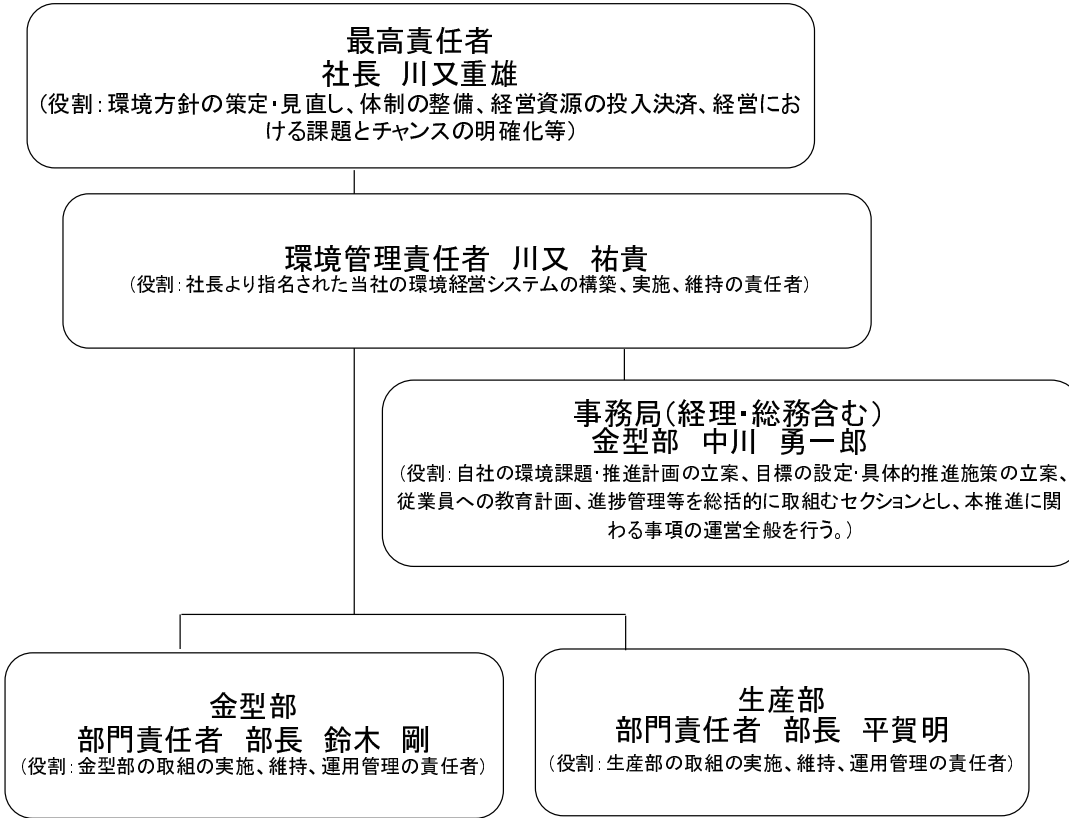 最高責任者
社長 川又重雄
(役割:環境方針の策定・見直し、体制の整備、経営資源の投入決済、経営にお
ける課題とチャンスの明確化等)
環境管理責任者 川又 祐貴
(役割:社長より指名された当社の環境経営システムの構築、実施、維持の責任者)
事務局(経理・総務含む)
金型部 中川 勇一郎
(役割:自社の環境課題・推進計画の立案、目標の設定・具体的推進施策の立案、
従業員への教育計画、進捗管理等を総括的に取組むセクションとし、本推進に関
わる事項の運営全般を行う。)
金型部
部門責任者 部長 鈴木 剛
(役割:金型部の取組の実施、維持、運用管理の責任者)
生産部
部門責任者 部長 平賀明
(役割:生産部の取組の実施、維持、運用管理の責任者)